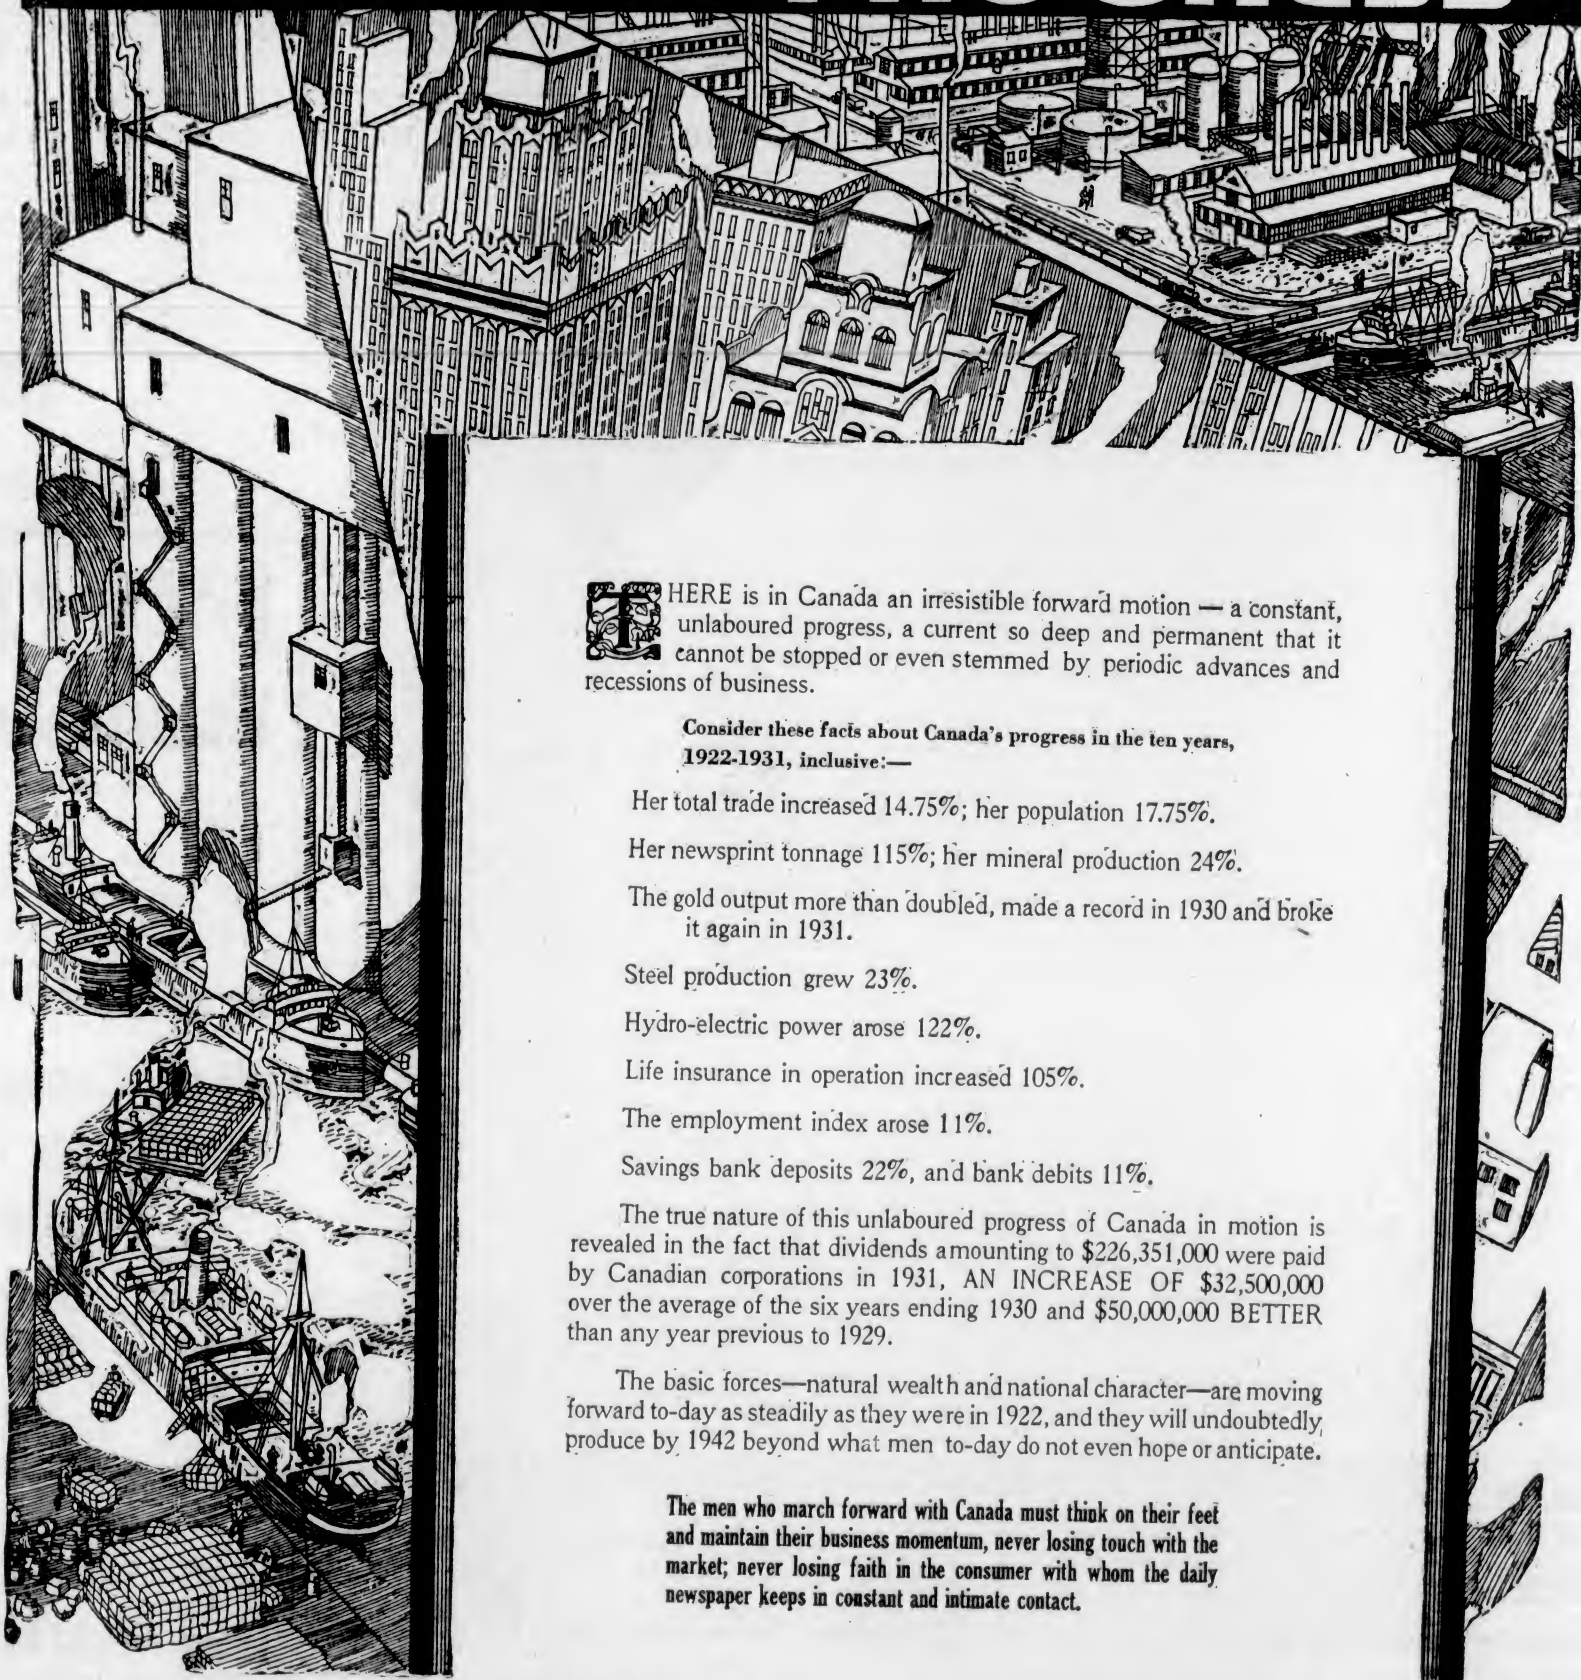 THERE is in Canada an irresistible forward motion — a constant,
unlaboured progress, a current so deep and permanent that it
cannot be stopped or even stemmed by periodic advances and
recessions of business.
Consider these facts about Canada's progress in the ten years,
1922-1931, inclusive:—
Her total trade increased 14.75%; her population 17.75%.
Her newsprint tonnage 115%; her mineral production 24%.
The gold output more than doubled, made a record in 1930 and broke
it again in 1931.
Steel production grew 23%.
Hydro-electric power arose 122%.
Life insurance in operation increased 105%.
The employment index arose 11%.
Savings bank deposits 22%, and bank debits 11%.
The true nature of this unlaboured progress of Canada in motion is
revealed in the fact that dividends amounting to $226,351,000 were paid
by Canadian corporations in 1931, AN INCREASE OF $32,500,000
over the average of the six years ending 1930 and $50,000,000 BETTER
than any year previous to 1929.
The basic forces—natural wealth and national character—are moving
forward to-day as steadily as they were in 1922, and they will undoubtedly
produce by 1942 beyond what men to-day do not even hope or anticipate.
The men who march forward with Canada must think on their feet
and maintain their business momentum, never losing touch with the
market; never losing faith in the consumer with whom the daily
newspaper keeps in constant and intimate contact.